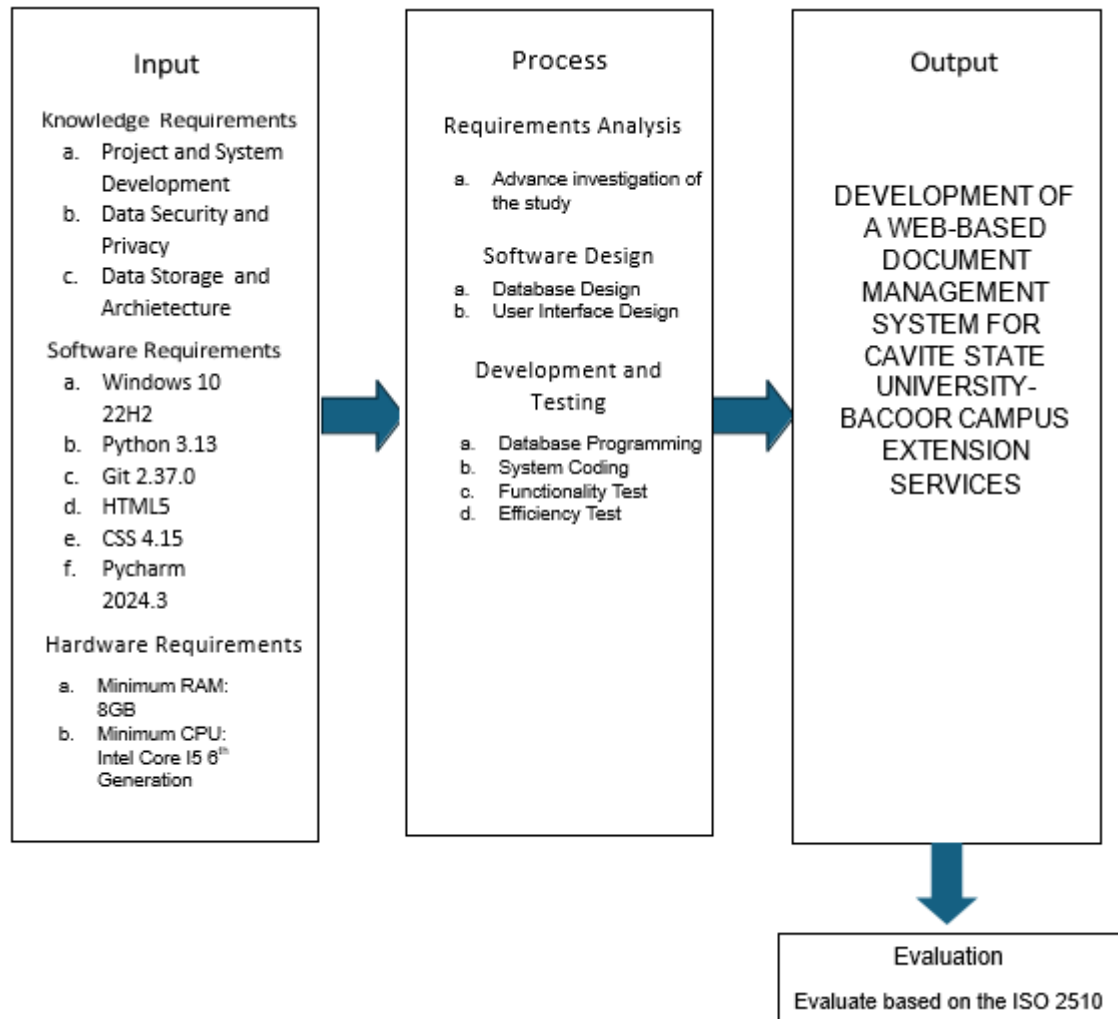 Input
Knowledge Requirements
a. Project and System
Development
b. Data Security and
Privacy
c. Data Storage and
Archietecture
Software Requirements
a. Windows 10
22H2
b. Python 3.13
c. Git 2.37.0
d. HTML5
e. CSS 4.15
f. Pycharm
2024.3
Hardware Requirements
a. Minimum RAM:
8GB
b. Minimum CPU:
Intel Core I5 6th
Generation
Process
Requirements Analysis
a. Advance investigation of
the study
Software Design
a. Database Design
b. User Interface Design
Development and
Testing
a. Database Programming
b. System Coding
c. Functionality Test
d. Efficiency Test
Output
DEVELOPMENT OF
A WEB-BASED
DOCUMENT
MANAGEMENT
SYSTEM FOR
CAVITE STATE
UNIVERSITY-
BACOOR CAMPUS
EXTENSION
SERVICES
Evaluation
Evaluate based on the ISO 2510